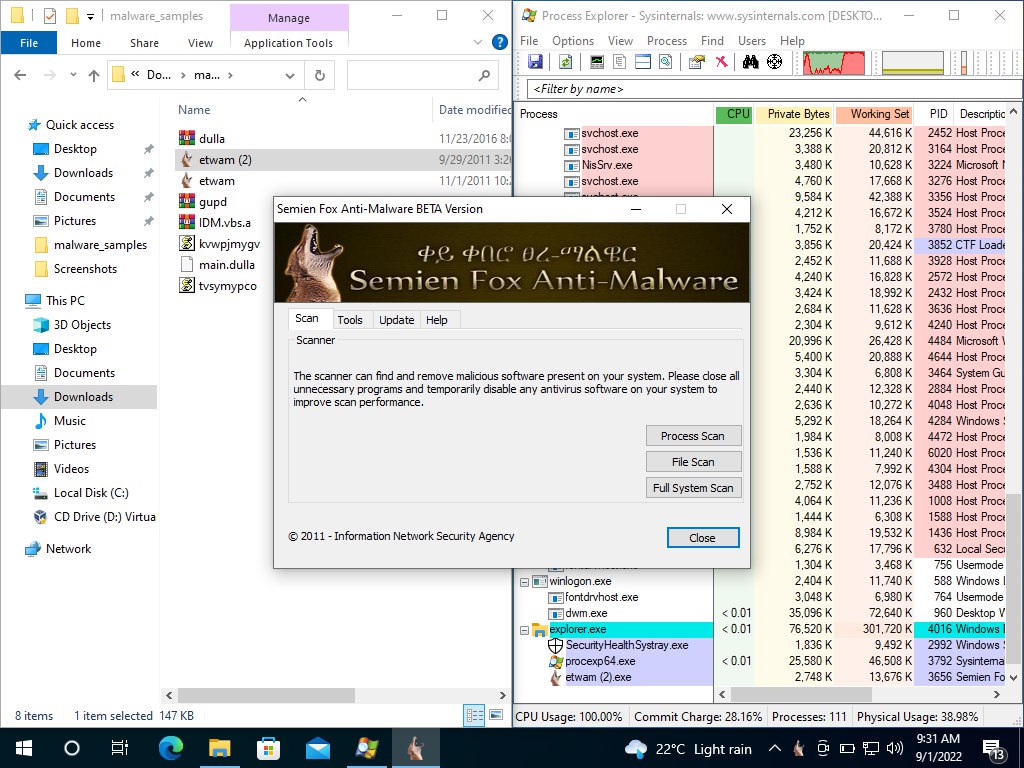 malware_samples
Manage
File
Home
Share
View
Application Tools
Do...
ma...
Quick access
Desktop
Downloads
Documents
Pictures
malware_samples
Screenshots
This PC
3D Objects
Desktop
Documents
Downloads
Music
Pictures
Videos
Local Disk (C:)
CD Drive (D:) Virtua
Network
Name
Date modified
dulla
11/23/2016 8:0
etwam (2)
9/29/2011 3:26
etwam
11/1/2011 10:2
gupd
IDM.vbs.a
kvwpjmygv
main.dulla
tvsymypco
8 items
1 item selected
147 KB
Semien Fox Anti-Malware BETA Version
ቀይ ቀበሮ ፀረ-ማልዌር
Semien Fox Anti-Malware
Scan
Tools
Update
Help
Scanner
The scanner can find and remove malicious software present on your system. Please close all
unnecessary programs and temporarily disable any antivirus software on your system to
improve scan performance.
Process Scan
File Scan
Full System Scan
© 2011 - Information Network Security Agency
Close
Process Explorer - Sysinternals: www.sysinternals.com [DESKTO...
File Options View Process Find Users Help
<Filter by name>
Process CPU Private Bytes Working Set PID Descriptic
svchost.exe 23,256 K 44,616 K 2452 Host Proce
svchost.exe 3,388 K 20,812 K 3164 Host Proce
NisSrv.exe 3,480 K 10,628 K 3224 Microsoft N
svchost.exe 4,760 K 17,668 K 3276 Host Proce
svchost.exe 9,584 K 42,388 K 3356 Host Proce
4,212 K 16,672 K 3524 Host Proce
1,752 K 8,172 K 3780 Host Proce
3,856 K 20,424 K 3852 CTF Loade
2,452 K 11,688 K 3928 Host Proce
4,240 K 16,828 K 2572 Host Proce
3,424 K 18,992 K 2432 Host Proce
2,684 K 11,628 K 3636 Host Proce
2,304 K 9,612 K 4240 Host Proce
20,996 K 26,428 K 4484 Microsoft W
5,400 K 20,888 K 4644 Host Proce
3,304 K 6,808 K 3464 System Gu
2,440 K 12,328 K 2884 Host Proce
2,636 K 10,272 K 4048 Host Proce
5,292 K 18,264 K 4284 Windows S
1,984 K 8,008 K 4472 Host Proce
1,536 K 11,240 K 6020 Host Proce
1,588 K 7,992 K 4304 Host Proce
2,752 K 12,076 K 3488 Host Proce
4,064 K 11,236 K 1008 Host Proce
1,444 K 6,308 K 1588 Host Proce
8,984 K 19,532 K 1436 Host Proce
6,276 K 17,796 K 632 Local Secu
1,304 K 3,468 K 756 Usermode
winlogon.exe 2,404 K 11,740 K 588 Windows L
fontdrvhost.exe 3,048 K 6,980 K 764 Usermode
dwm.exe < 0.01 35,096 K 72,640 K 960 Desktop W
explorer.exe < 0.01 76,520 K 301,720 K 4016 Windows E
SecurityHealthSystray.exe 1,836 K 9,492 K 2992 Windows S
procexp64.exe < 0.01 25,580 K 46,508 K 3792 Sysinterna
etwam (2).exe 2,748 K 13,676 K 3656 Semien Fo
CPU Usage: 100.00% Commit Charge: 28.16% Processes: 111 Physical Usage: 38.98%
22°C Light rain
9:31 AM
9/1/2022
13